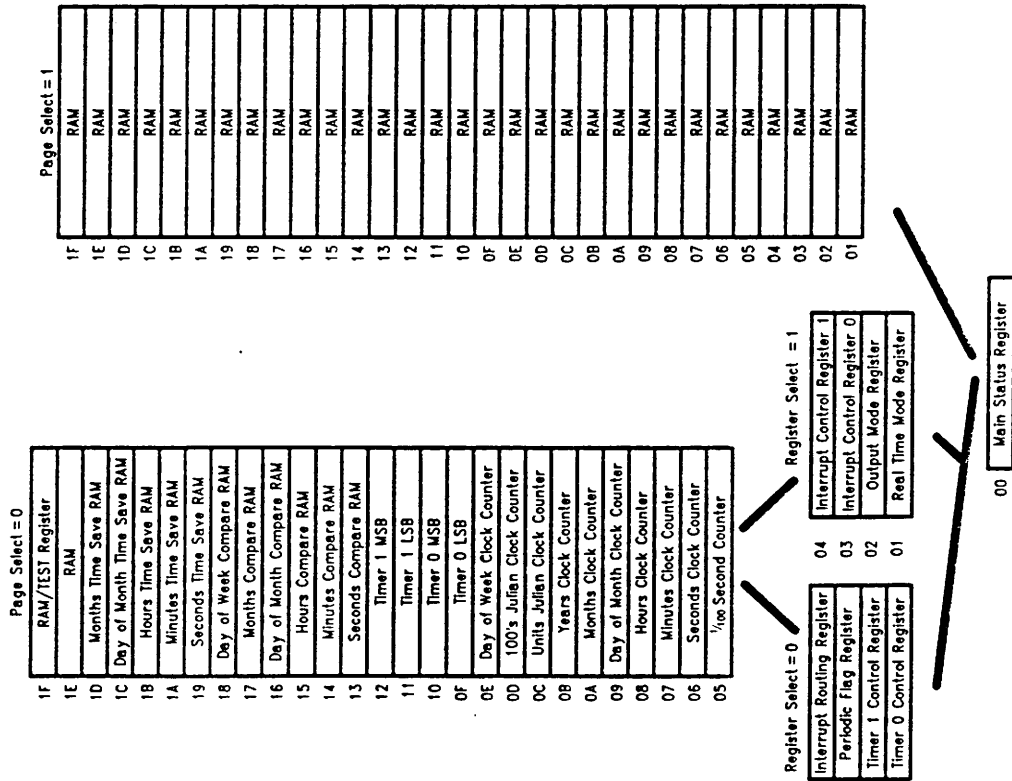 Page Select = 0
1F RAM/TEST Register
1E RAM
1D Months Time Save RAM
1C Day of Month Time Save RAM
1B Hours Time Save RAM
1A Minutes Time Save RAM
19 Seconds Time Save RAM
18 Day of Week Compare RAM
17 Months Compare RAM
16 Day of Month Compare RAM
15 Hours Compare RAM
14 Minutes Compare RAM
13 Seconds Compare RAM
12 Timer 1 MSB
11 Timer 1 LSB
10 Timer 0 MSB
0F Timer 0 LSB
0E Day of Week Clock Counter
0D 100's Julian Clock Counter
0C Units Julian Clock Counter
0B Years Clock Counter
0A Months Clock Counter
09 Day of Month Clock Counter
08 Hours Clock Counter
07 Minutes Clock Counter
06 Seconds Clock Counter
05 1/100 Second Counter
Page Select = 1
1F RAM
1E RAM
1D RAM
1C RAM
1B RAM
1A RAM
19 RAM
18 RAM
17 RAM
16 RAM
15 RAM
14 RAM
13 RAM
12 RAM
11 RAM
10 RAM
0F RAM
0E RAM
0D RAM
0C RAM
0B RAM
0A RAM
09 RAM
08 RAM
07 RAM
06 RAM
05 RAM
04 RAM
03 RAM
02 RAM
01 RAM
Register Select = 0
Interrupt Routing Register
Periodic Flag Register
Timer 1 Control Register
Timer 0 Control Register
Register Select = 1
04 Interrupt Control Register 1
03 Interrupt Control Register 0
02 Output Mode Register
01 Real Time Mode Register
00 Main Status Register